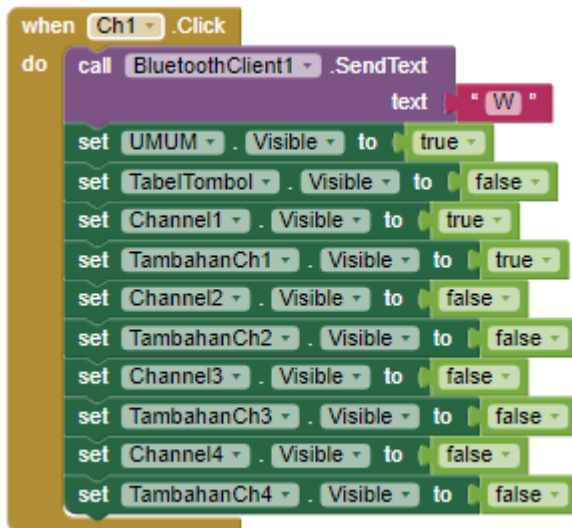 when Ch1 .Click
do call BluetoothClient1 .SendText
text " W "
set UMUM . Visible to true
set TabelTombol . Visible to false
set Channel1 . Visible to true
set TambahanCh1 . Visible to true
set Channel2 . Visible to false
set TambahanCh2 . Visible to false
set Channel3 . Visible to false
set TambahanCh3 . Visible to false
set Channel4 . Visible to false
set TambahanCh4 . Visible to false